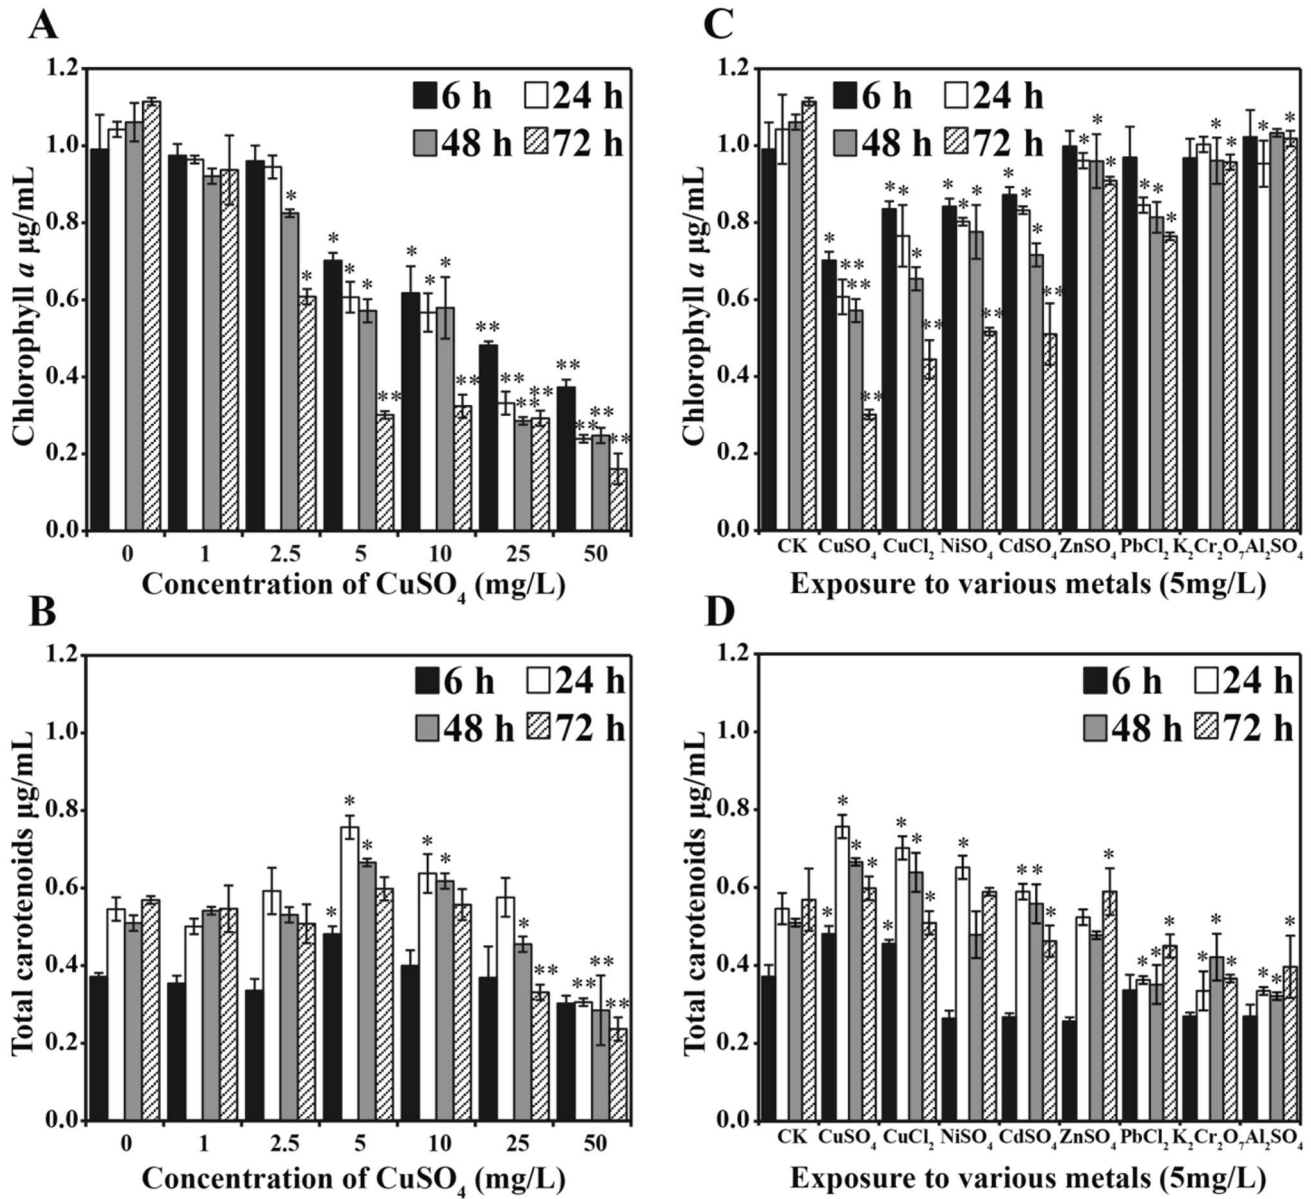 A
1.2
1.0
0.8
0.6
0.4
0.2
0.0
Chlorophyll a µg/mL
6 h 24 h
48 h 72 h
* * * * * * ** * * * ** ** ** ** ** ** ** ** **
0 1 2.5 5 10 25 50
Concentration of CuSO4 (mg/L)
C
1.2
1.0
0.8
0.6
0.4
0.2
0.0
Chlorophyll a µg/mL
6 h 24 h
48 h 72 h
* ** ** ** * * * ** * * * ** * * * ** * * * * * * * * * *
CK CuSO4 CuCl2 NiSO4 CdSO4 ZnSO4 PbCl2 K2Cr2O7 Al2SO4
Exposure to various metals (5mg/L)
B
1.2
1.0
0.8
0.6
0.4
0.2
0.0
Total carotenoids µg/mL
6 h 24 h
48 h 72 h
* * * * * * ** ** ** **
0 1 2.5 5 10 25 50
Concentration of CuSO4 (mg/L)
D
1.2
1.0
0.8
0.6
0.4
0.2
0.0
Total carotenoids µg/mL
6 h 24 h
48 h 72 h
* * * * * * * * * * * * * * * * * * * * * *
CK CuSO4 CuCl2 NiSO4 CdSO4 ZnSO4 PbCl2 K2Cr2O7 Al2SO4
Exposure to various metals (5mg/L)